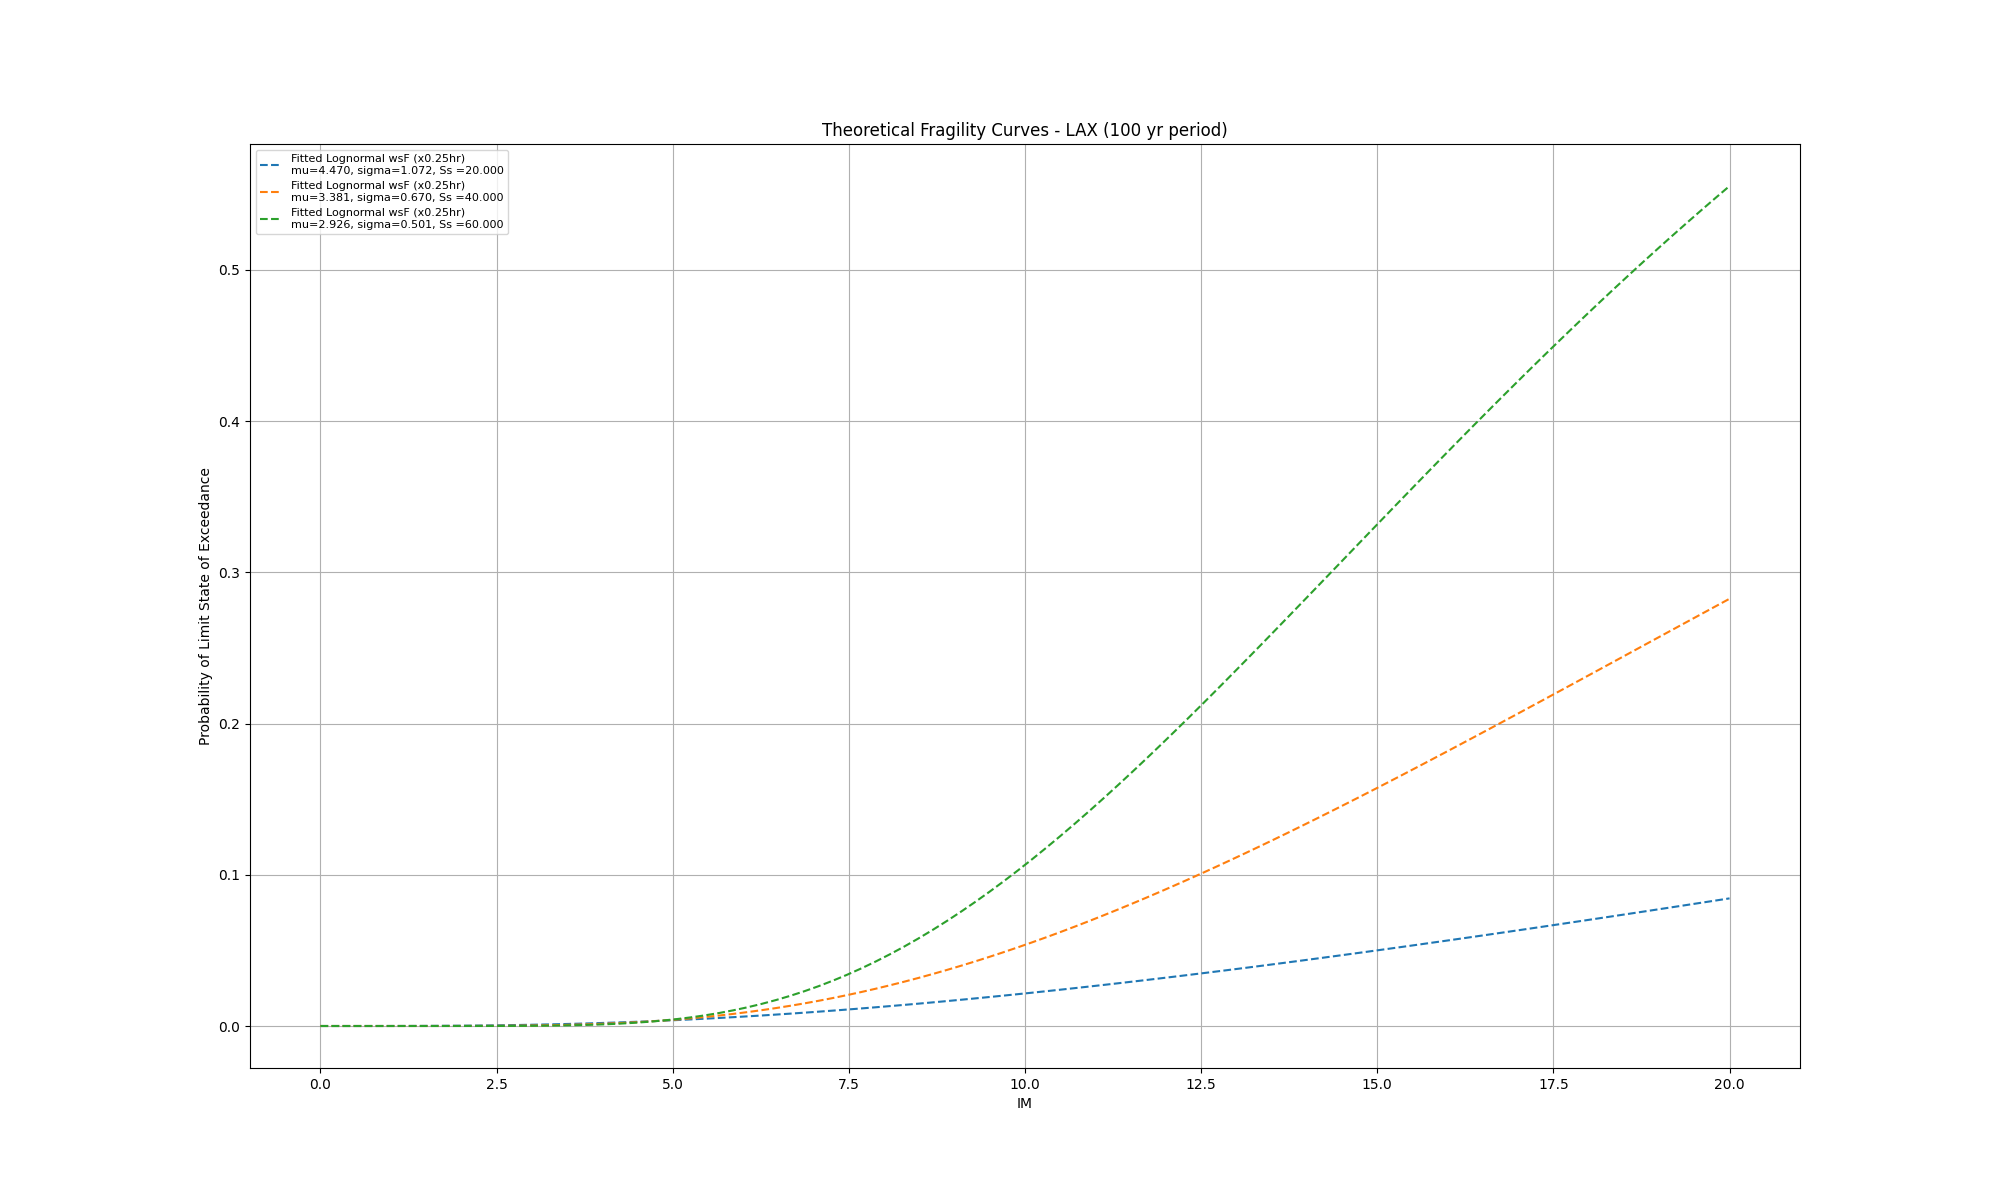 Theoretical Fragility Curves - LAX (100 yr period)
Fitted Lognormal wsF (x0.25hr)
mu=4.470, sigma=1.072, Ss =20.000
Fitted Lognormal wsF (x0.25hr)
mu=3.381, sigma=0.670, Ss =40.000
Fitted Lognormal wsF (x0.25hr)
mu=2.926, sigma=0.501, Ss =60.000
Probability of Limit State of Exceedance
0.5
0.4
0.3
0.2
0.1
0.0
0.0 2.5 5.0 7.5 10.0 12.5 15.0 17.5 20.0
IM